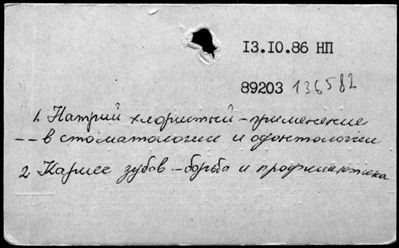 13.10.86 НП
89203 136582
1. Натрий хлористый - применение
-- в стоматологии и одонтологии
2. Кариес зубов - борьба и профилактика